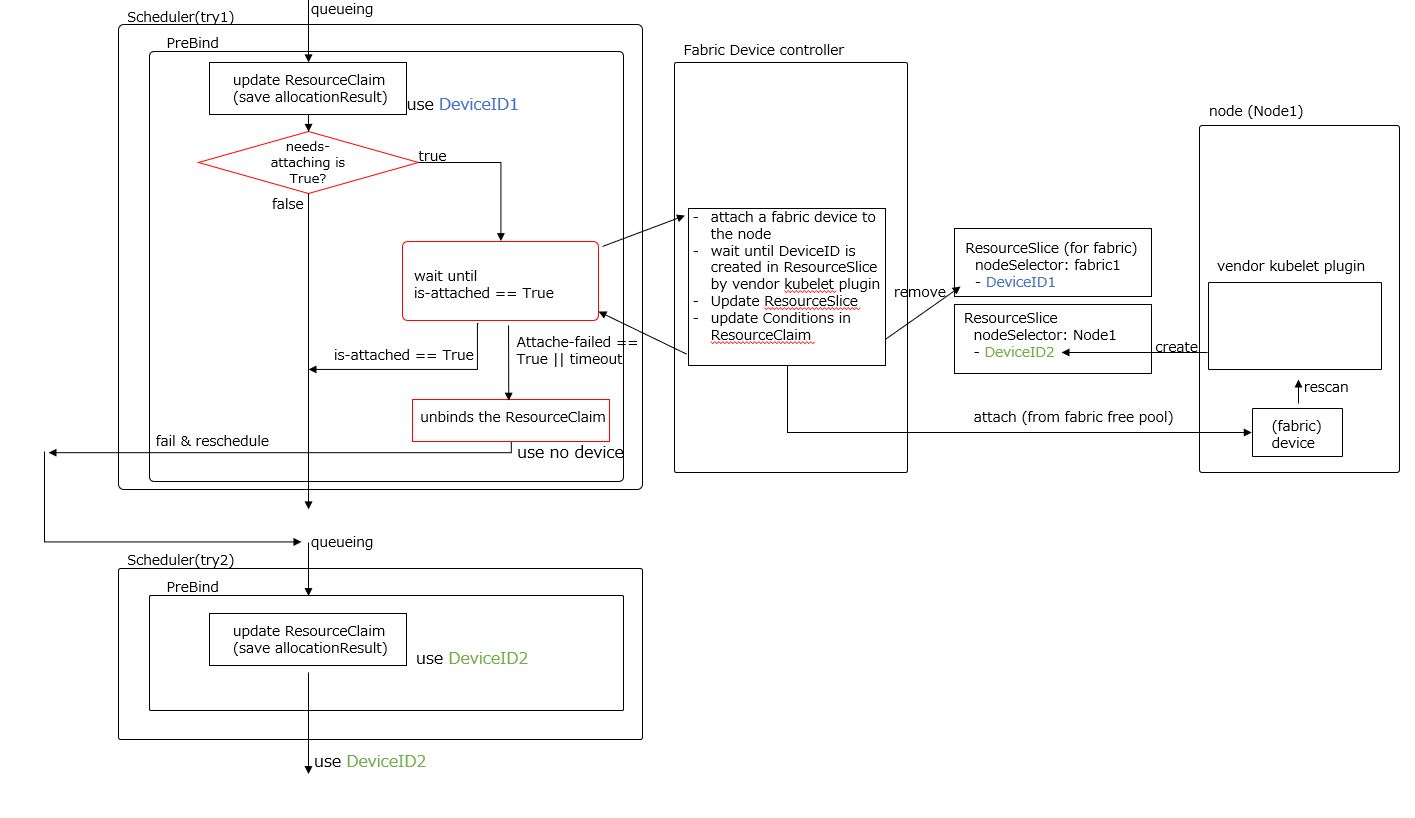 queueing
Scheduler(try1)
PreBind
update ResourceClaim
(save allocationResult)
use DeviceID1
needs-
attaching is
True?
true
false
wait until
is-attached == True
is-attached == True
Attache-failed ==
True || timeout
unbinds the ResourceClaim
use no device
fail & reschedule
Fabric Device controller
- attach a fabric device to
the node
- wait until DeviceID is
created in ResourceSlice
by vendor kubelet plugin
- Update ResourceSlice
- update Conditions in
ResourceClaim
remove
ResourceSlice (for fabric)
nodeSelector: fabric1
- DeviceID1
ResourceSlice
nodeSelector: Node1
- DeviceID2
create
attach (from fabric free pool)
node (Node1)
vendor kubelet plugin
rescan
(fabric)
device
queueing
Scheduler(try2)
PreBind
update ResourceClaim
(save allocationResult)
use DeviceID2
use DeviceID2